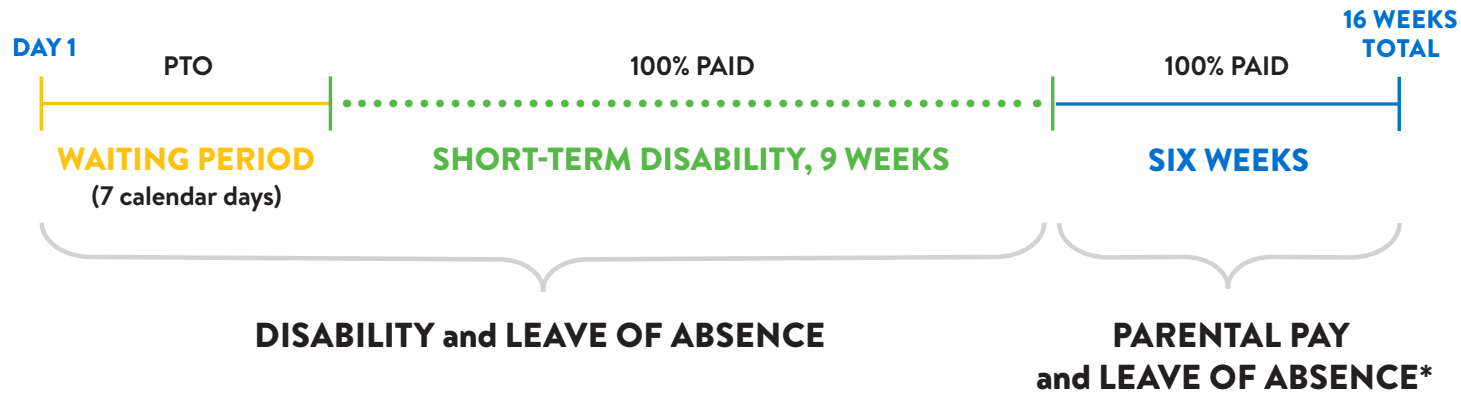 DAY 1
PTO
100% PAID
100% PAID
16 WEEKS
TOTAL
WAITING PERIOD
(7 calendar days)
SHORT-TERM DISABILITY, 9 WEEKS
SIX WEEKS
DISABILITY and LEAVE OF ABSENCE
PARENTAL PAY
and LEAVE OF ABSENCE*